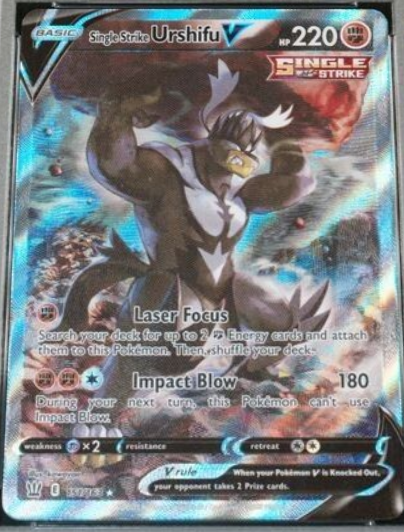 BASIC Single Strike Urshifu V HP 220
SINGLE STRIKE
Laser Focus
Search your deck for up to 2 Energy cards and attach
them to this Pokémon. Then, shuffle your deck.
Impact Blow 180
During your next turn, this Pokémon can't use
Impact Blow.
weakness ×2 resistance retreat
V rule When your Pokémon V is Knocked Out,
your opponent takes 2 Prize cards.
Illus.
/163